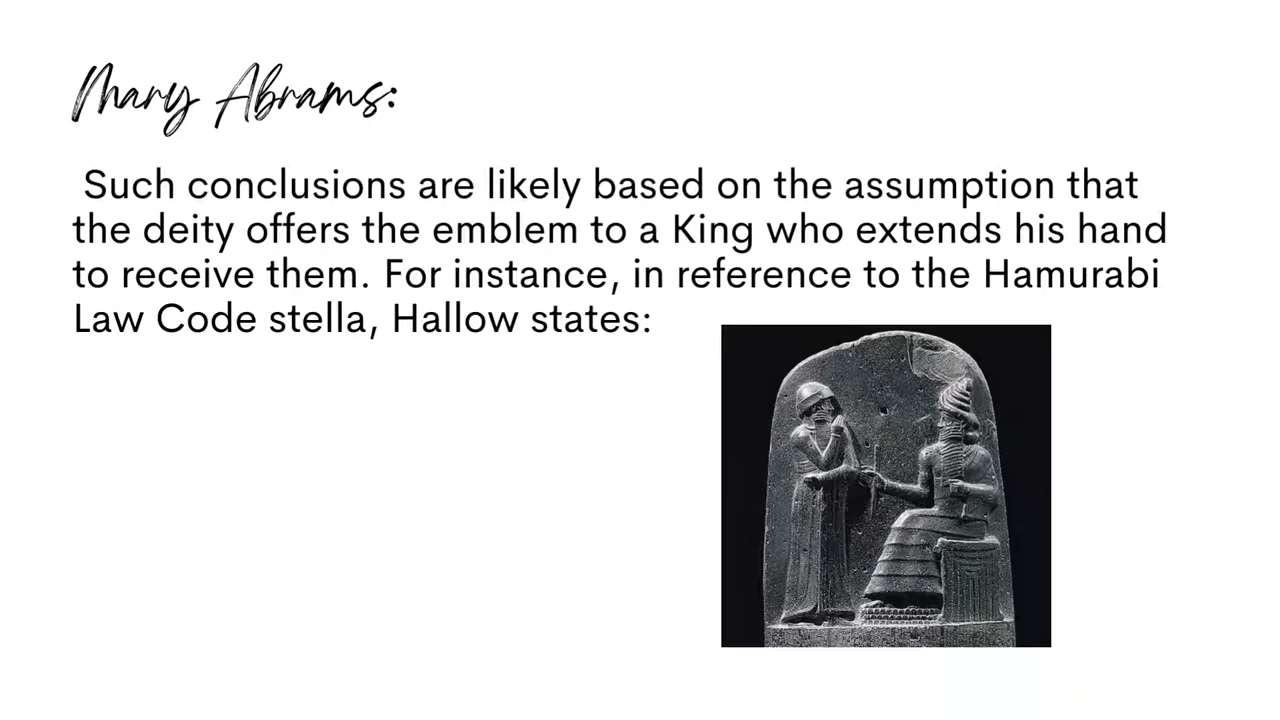 Mary Abrams:
Such conclusions are likely based on the assumption that
the deity offers the emblem to a King who extends his hand
to receive them. For instance, in reference to the Hamurabi
Law Code stella, Hallow states: